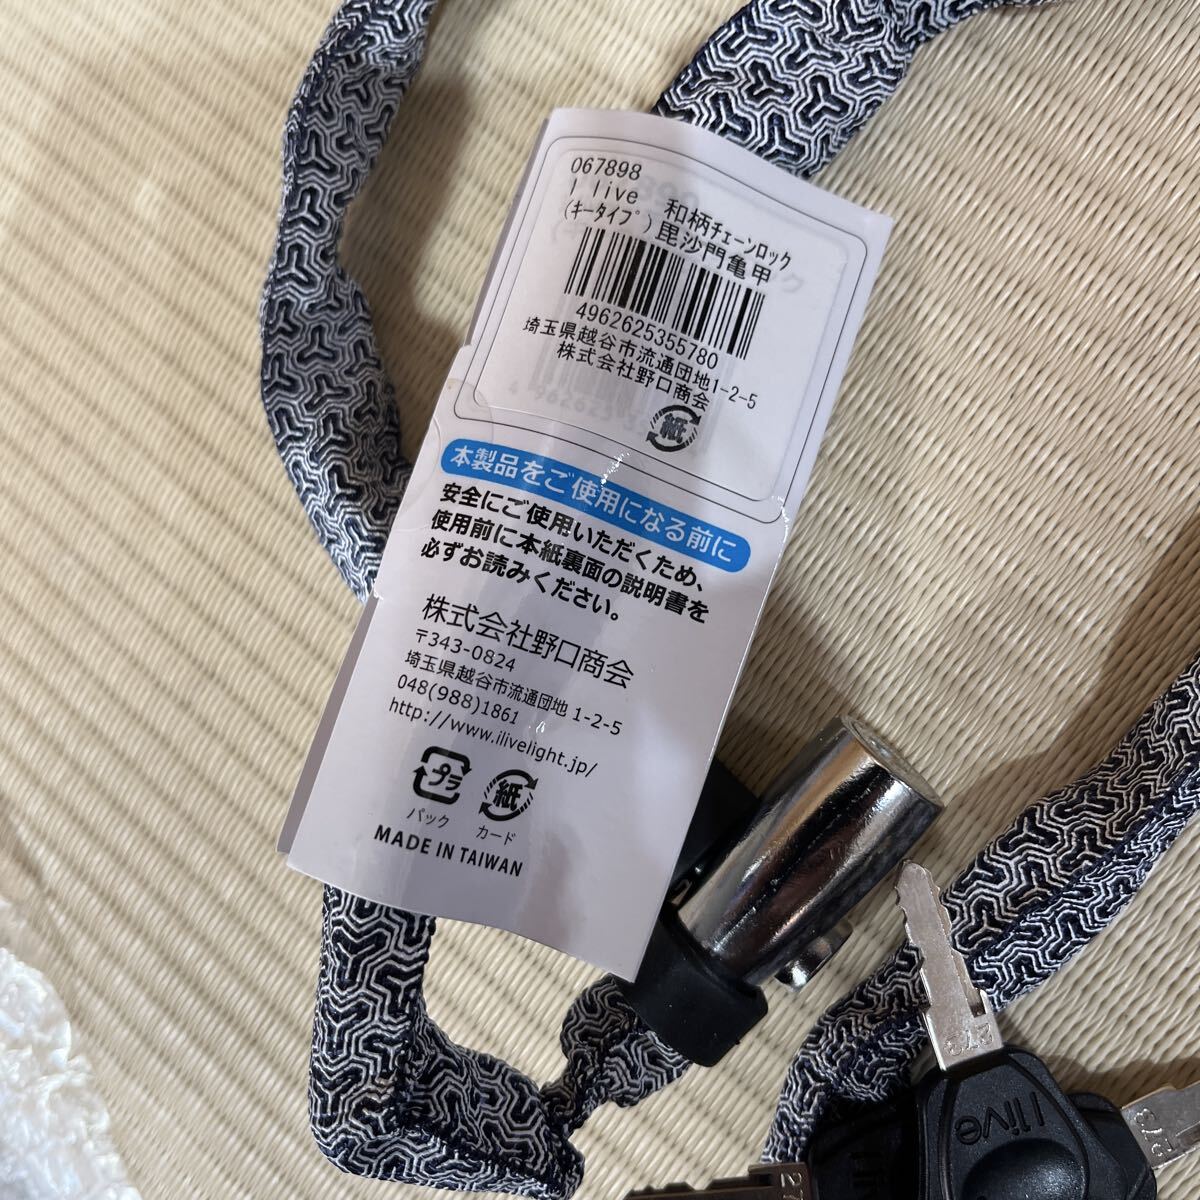 067898
I live 和柄ﾁｪｰﾝﾛｯｸ
(ｷｰﾀｲﾌﾟ)毘沙門亀甲
4962625355780
埼玉県越谷市流通団地1-2-5
株式会社野口商会
紙
本製品をご使用になる前に
安全にご使用いただくため、
使用前に本紙裏面の説明書を
必ずお読みください。
株式会社野口商会
〒343-0824
埼玉県越谷市流通団地 1-2-5
048(988)1861
http://www.ilivelight.jp/
プラ
紙
パック
カード
MADE IN TAIWAN
273
I live
273